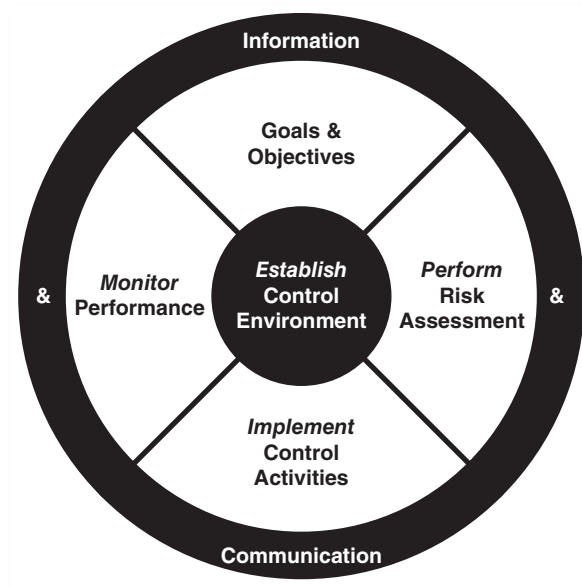 Information
Goals &
Objectives
&
Monitor
Performance
Establish
Control
Environment
Perform
Risk
Assessment
&
Implement
Control
Activities
Communication